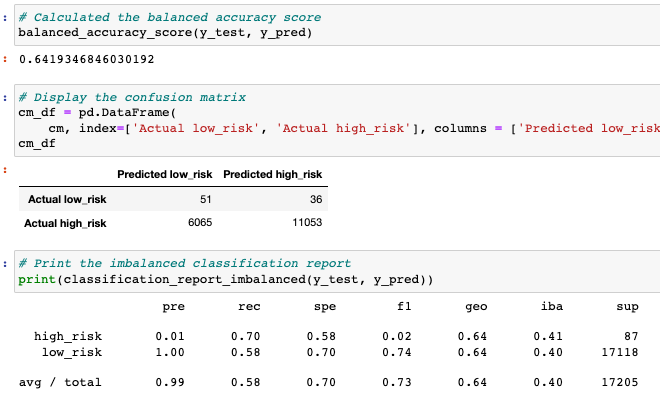 : # Calculated the balanced accuracy score
balanced_accuracy_score(y_test, y_pred)
: 0.6419346846030192
: # Display the confusion matrix
cm_df = pd.DataFrame(
cm, index=['Actual low_risk', 'Actual high_risk'], columns = ['Predicted low_risk
cm_df
:
Predicted low_risk Predicted high_risk
Actual low_risk 51 36
Actual high_risk 6065 11053
: # Print the imbalanced classification report
print(classification_report_imbalanced(y_test, y_pred))
pre rec spe f1 geo iba sup
high_risk 0.01 0.70 0.58 0.02 0.64 0.41 87
low_risk 1.00 0.58 0.70 0.74 0.64 0.40 17118
avg / total 0.99 0.58 0.70 0.73 0.64 0.40 17205